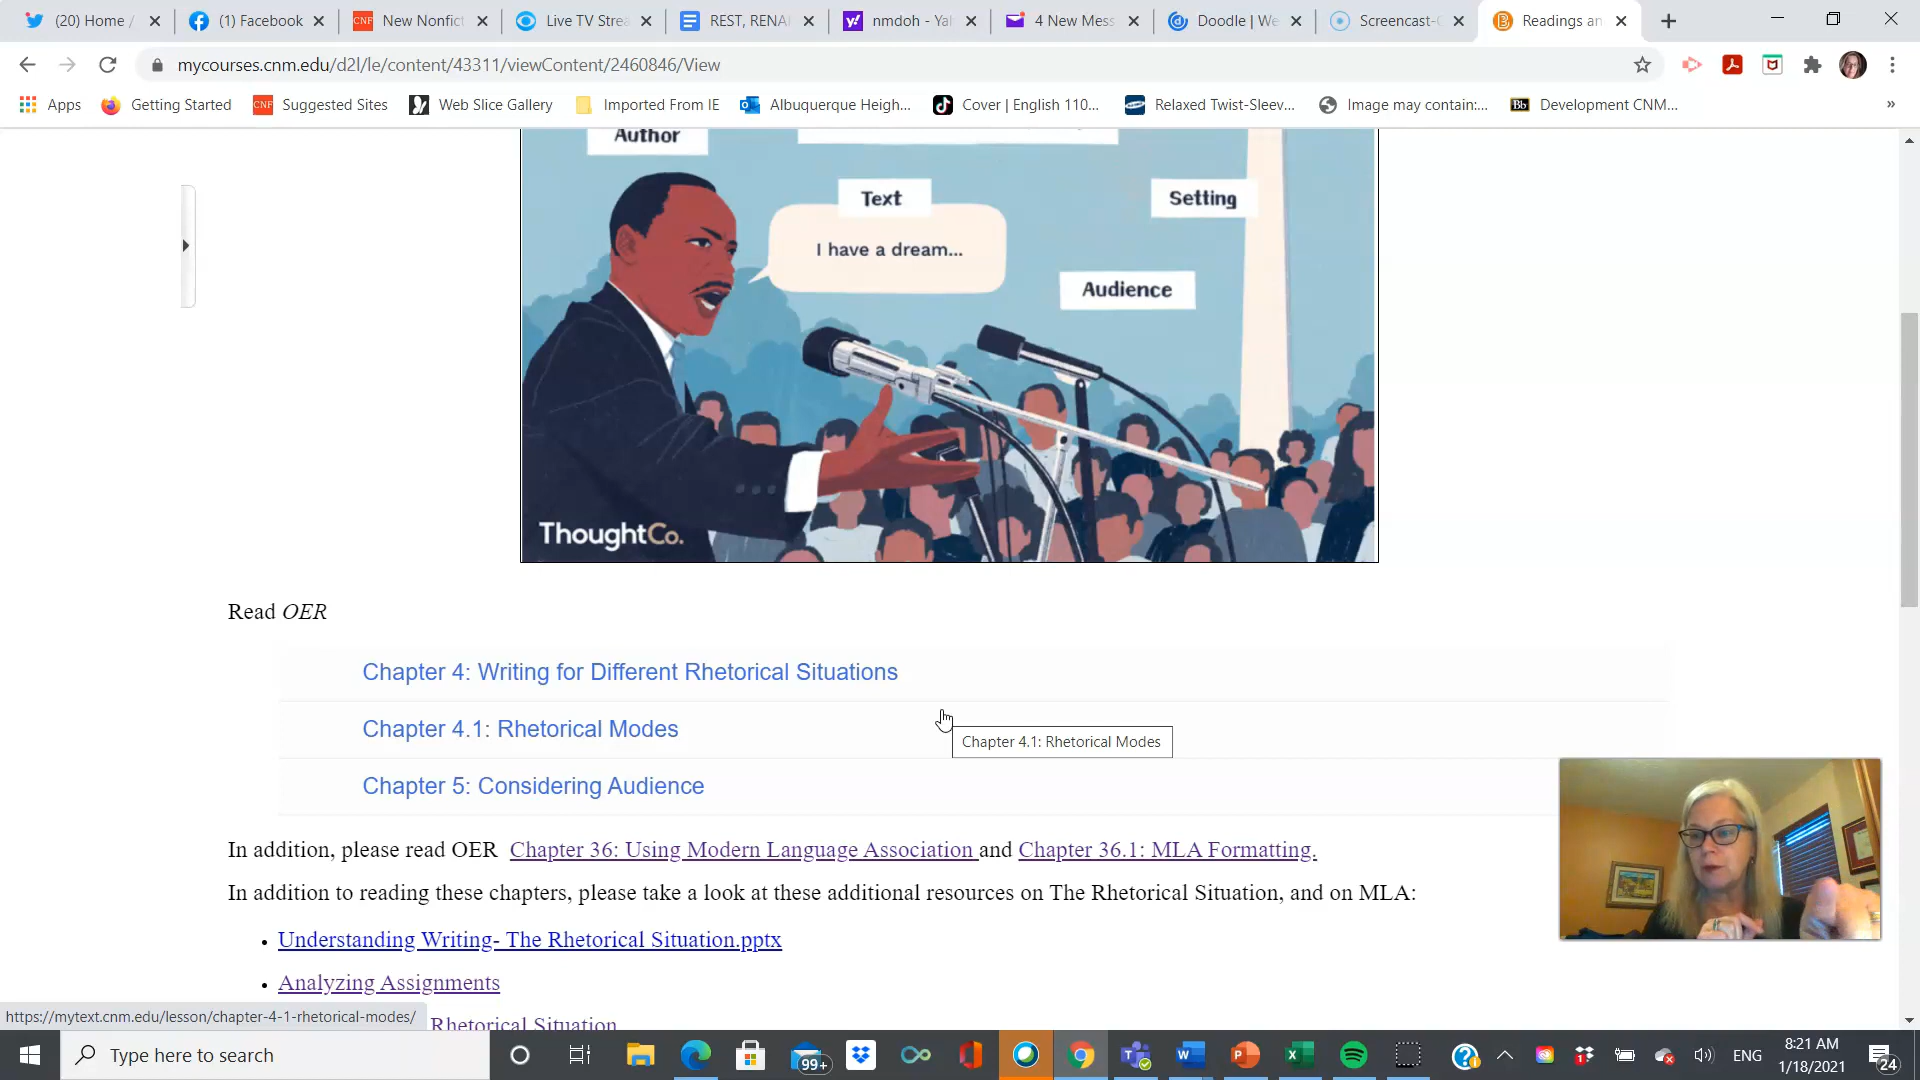 (20) Home / (1) Facebook New Nonfict Live TV Strea REST, RENA nmdoh - Ya 4 New Mess Doodle | We Screencast-O Readings an
mycourses.cnm.edu/d2l/le/content/43311/viewContent/2460846/View
Apps Getting Started CNF Suggested Sites Web Slice Gallery Imported From IE Albuquerque Heigh... Cover | English 110... Relaxed Twist-Sleev... Image may contain:... Bb Development CNM... »
Author
Text
Setting
I have a dream...
Audience
ThoughtCo.
Read OER
Chapter 4: Writing for Different Rhetorical Situations
Chapter 4.1: Rhetorical Modes
Chapter 4.1: Rhetorical Modes
Chapter 5: Considering Audience
In addition, please read OER Chapter 36: Using Modern Language Association and Chapter 36.1: MLA Formatting.
In addition to reading these chapters, please take a look at these additional resources on The Rhetorical Situation, and on MLA:
• Understanding Writing- The Rhetorical Situation.pptx
• Analyzing Assignments
Rhetorical Situation
https://mytext.cnm.edu/lesson/chapter-4-1-rhetorical-modes/
Type here to search
99+
ENG
8:21 AM
1/18/2021
24